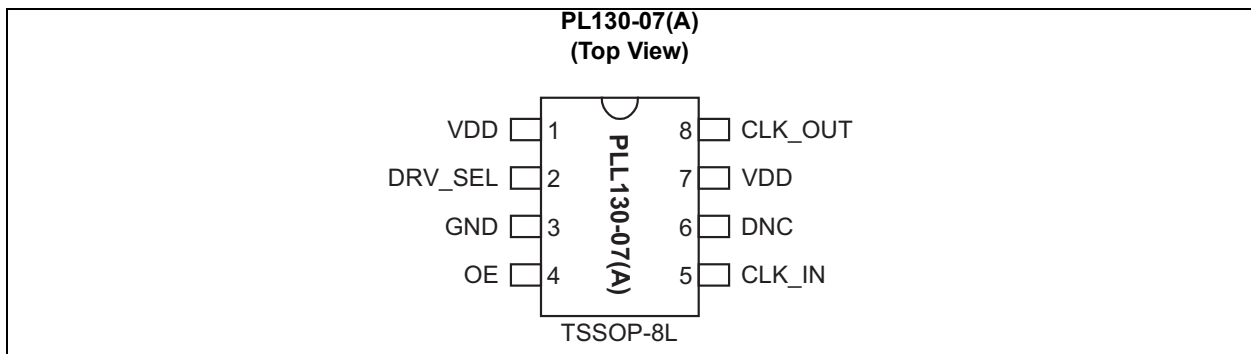 PL130-07(A)
(Top View)
VDD 1 8 CLK_OUT
DRV_SEL 2 7 VDD
GND 3 6 DNC
OE 4 5 CLK_IN
PLL130-07(A)
TSSOP-8L